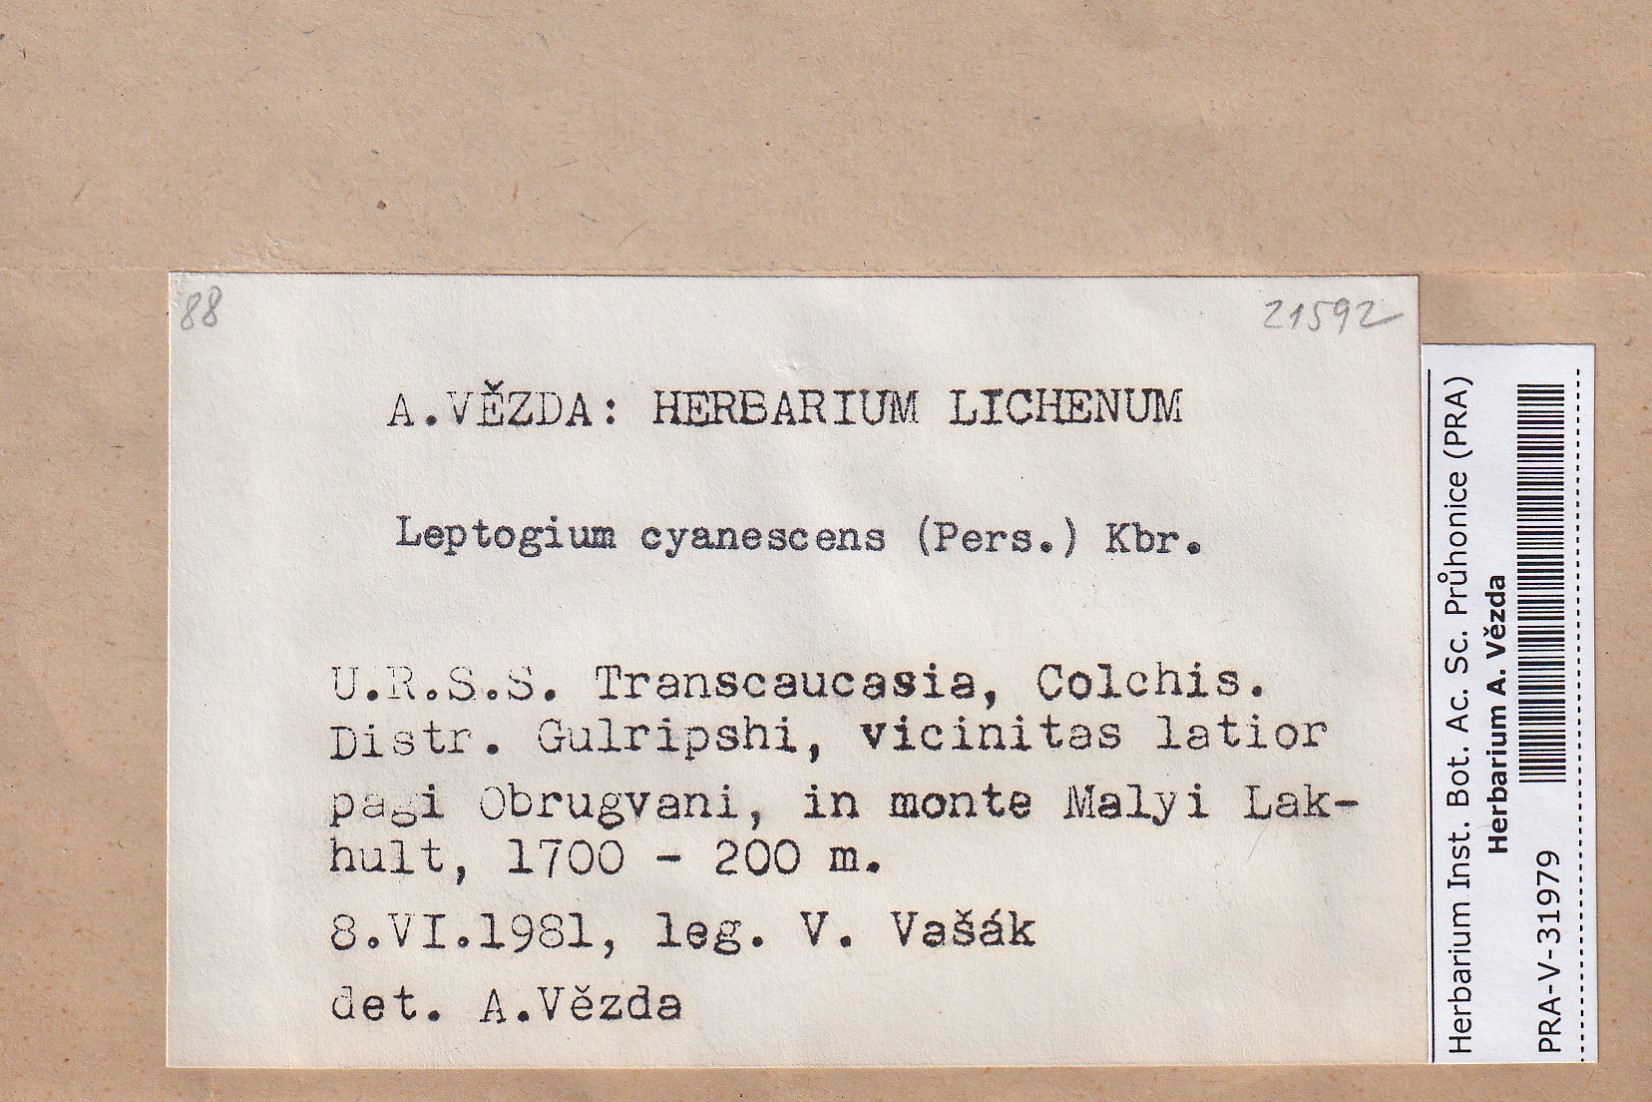 88
21592
A.VĚZDA: HERBARIUM LICHENUM
Leptogium cyanescens (Pers.) Kbr.
U.R.S.S. Transcaucasia, Colchis.
Distr. Gulripshi, vicinitas latior
pagi Obrugvani, in monte Malyi Lak-
hult, 1700 - 200 m.
8.VI.1981, leg. V. Vašák
det. A.Vězda
Herbarium Inst. Bot. Ac. Sc. Průhonice (PRA)
Herbarium A. Vězda
PRA-V-31979